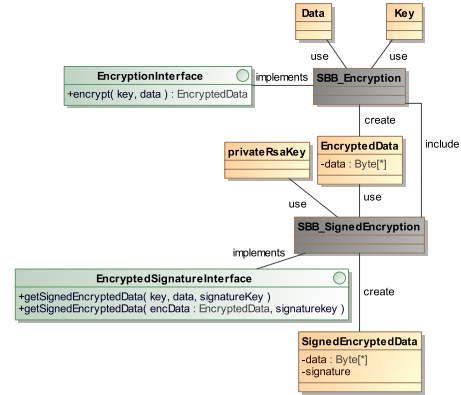 Data
Key
use
use
EncryptionInterface
+encrypt( key, data ) : EncryptedData
implements
SBB_Encryption
create
include
privateRsaKey
EncryptedData
-data : Byte[*]
use
use
SBB_SignedEncryption
implements
EncryptedSignatureInterface
+getSignedEncryptedData( key, data, signatureKey )
+getSignedEncryptedData( encData : EncryptedData, signaturekey )
create
SignedEncryptedData
-data : Byte[*]
-signature